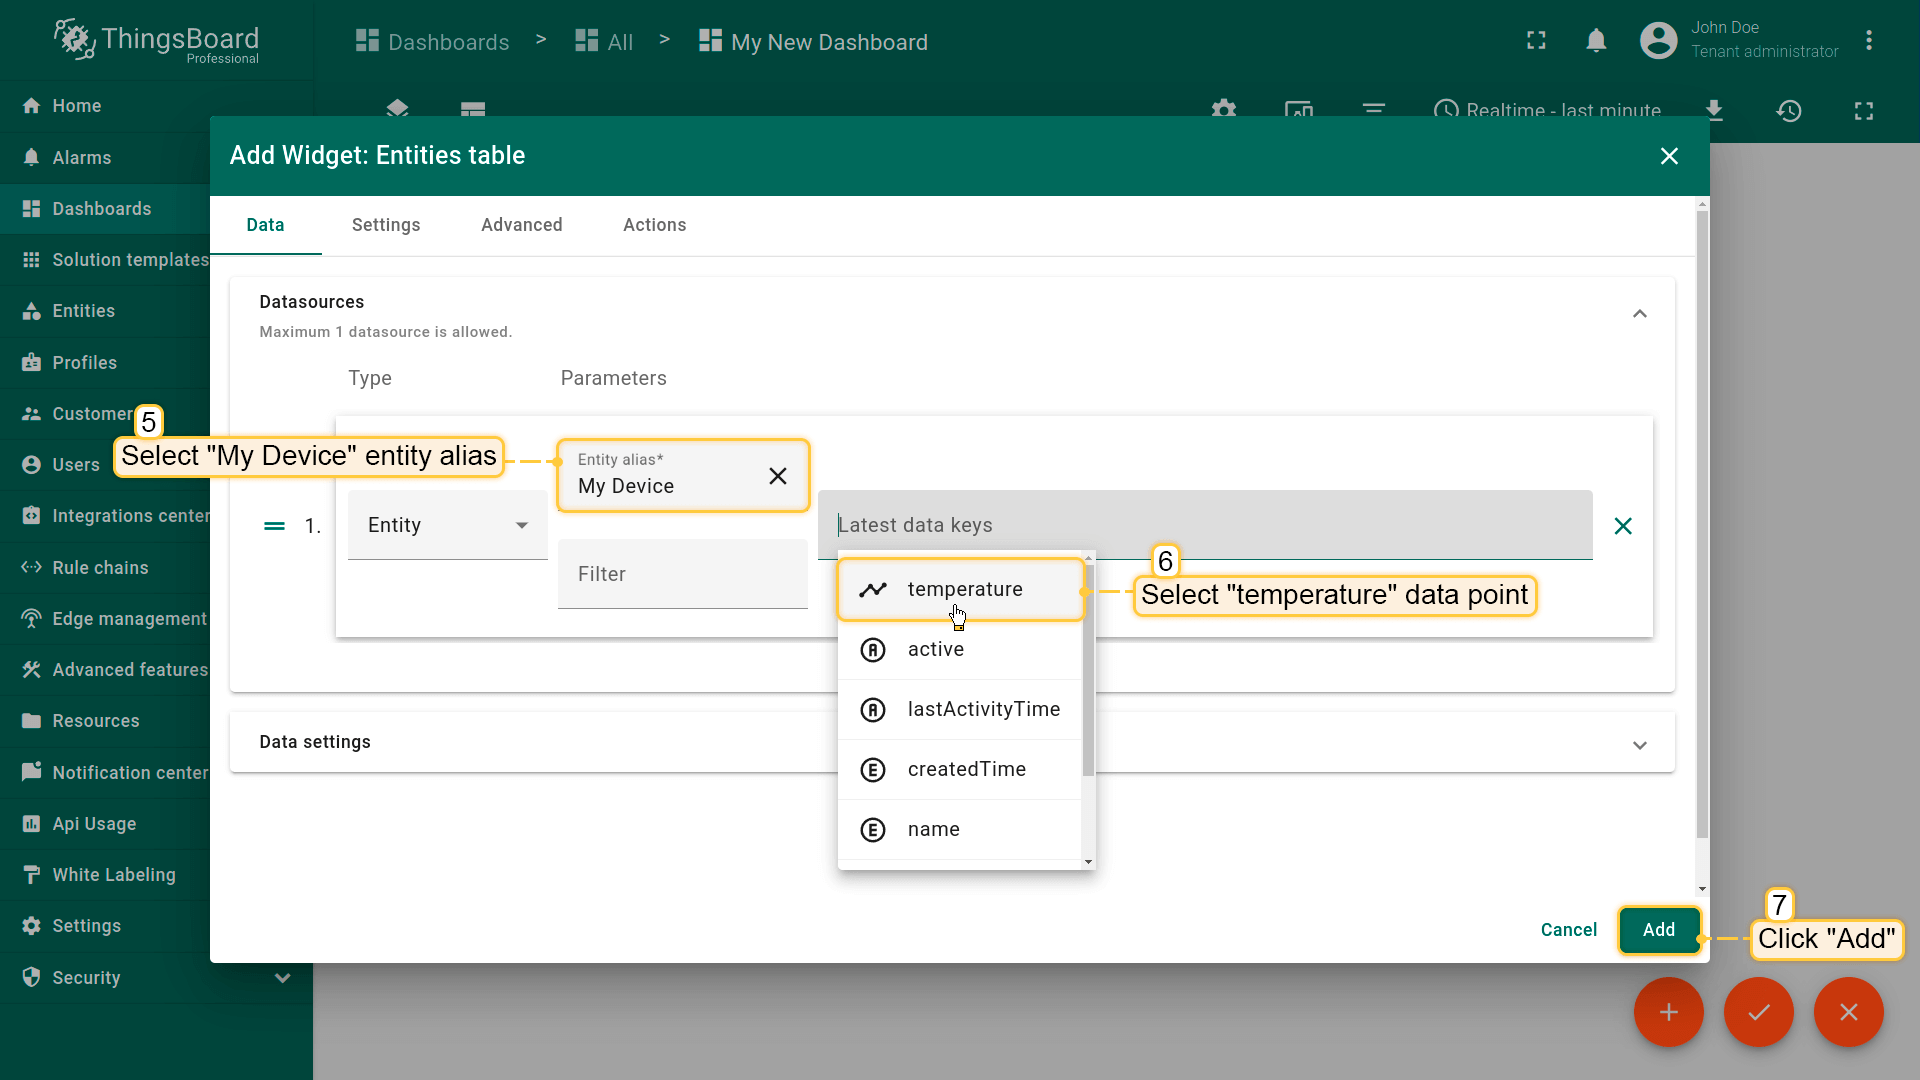 ThingsBoard
Professional
Dashboards > All > My New Dashboard
John Doe
Tenant administrator
Realtime - last minute
Home
Alarms
Dashboards
Solution templates
Entities
Profiles
Customer
Users
Integrations center
Rule chains
Edge management
Advanced features
Resources
Notification center
Api Usage
White Labeling
Settings
Security
Add Widget: Entities table
Data Settings Advanced Actions
Datasources
Maximum 1 datasource is allowed.
Type Parameters
5
Select "My Device" entity alias
Entity alias*
My Device
1. Entity
Filter
Latest data keys
temperature
active
lastActivityTime
createdTime
name
6
Select "temperature" data point
Data settings
Cancel Add
7
Click "Add"